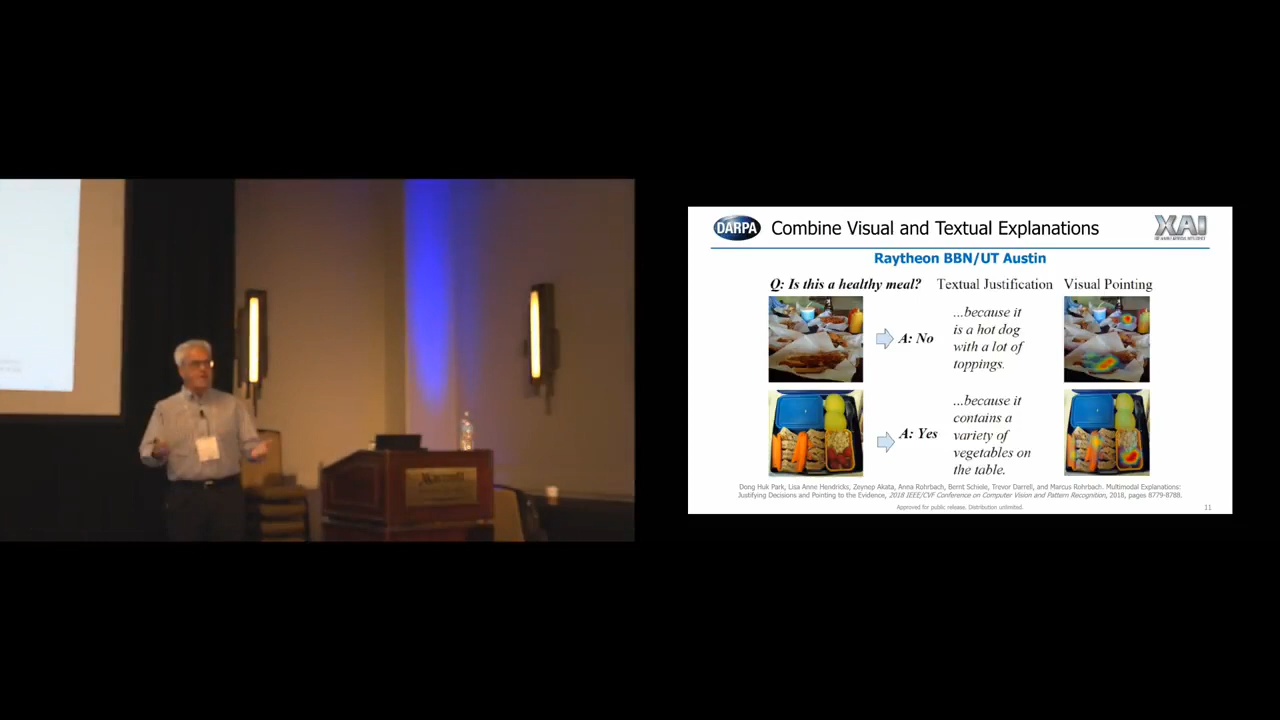 DARPA
Combine Visual and Textual Explanations
XAI
Raytheon BBN/UT Austin
Q: Is this a healthy meal?
Textual Justification
Visual Pointing
A: No
...because it
is a hot dog
with a lot of
toppings.
A: Yes
...because it
contains a
variety of
vegetables on
the table.
Dong Huk Park, Lisa Anne Hendricks, Zeynep Akata, Anna Rohrbach, Bernt Schiele, Trevor Darrell, and Marcus Rohrbach. Multimodal Explanations:
Justifying Decisions and Pointing to the Evidence, 2018 IEEE/CVF Conference on Computer Vision and Pattern Recognition, 2018, pages 8779-8788.
Approved for public release. Distribution unlimited.
11